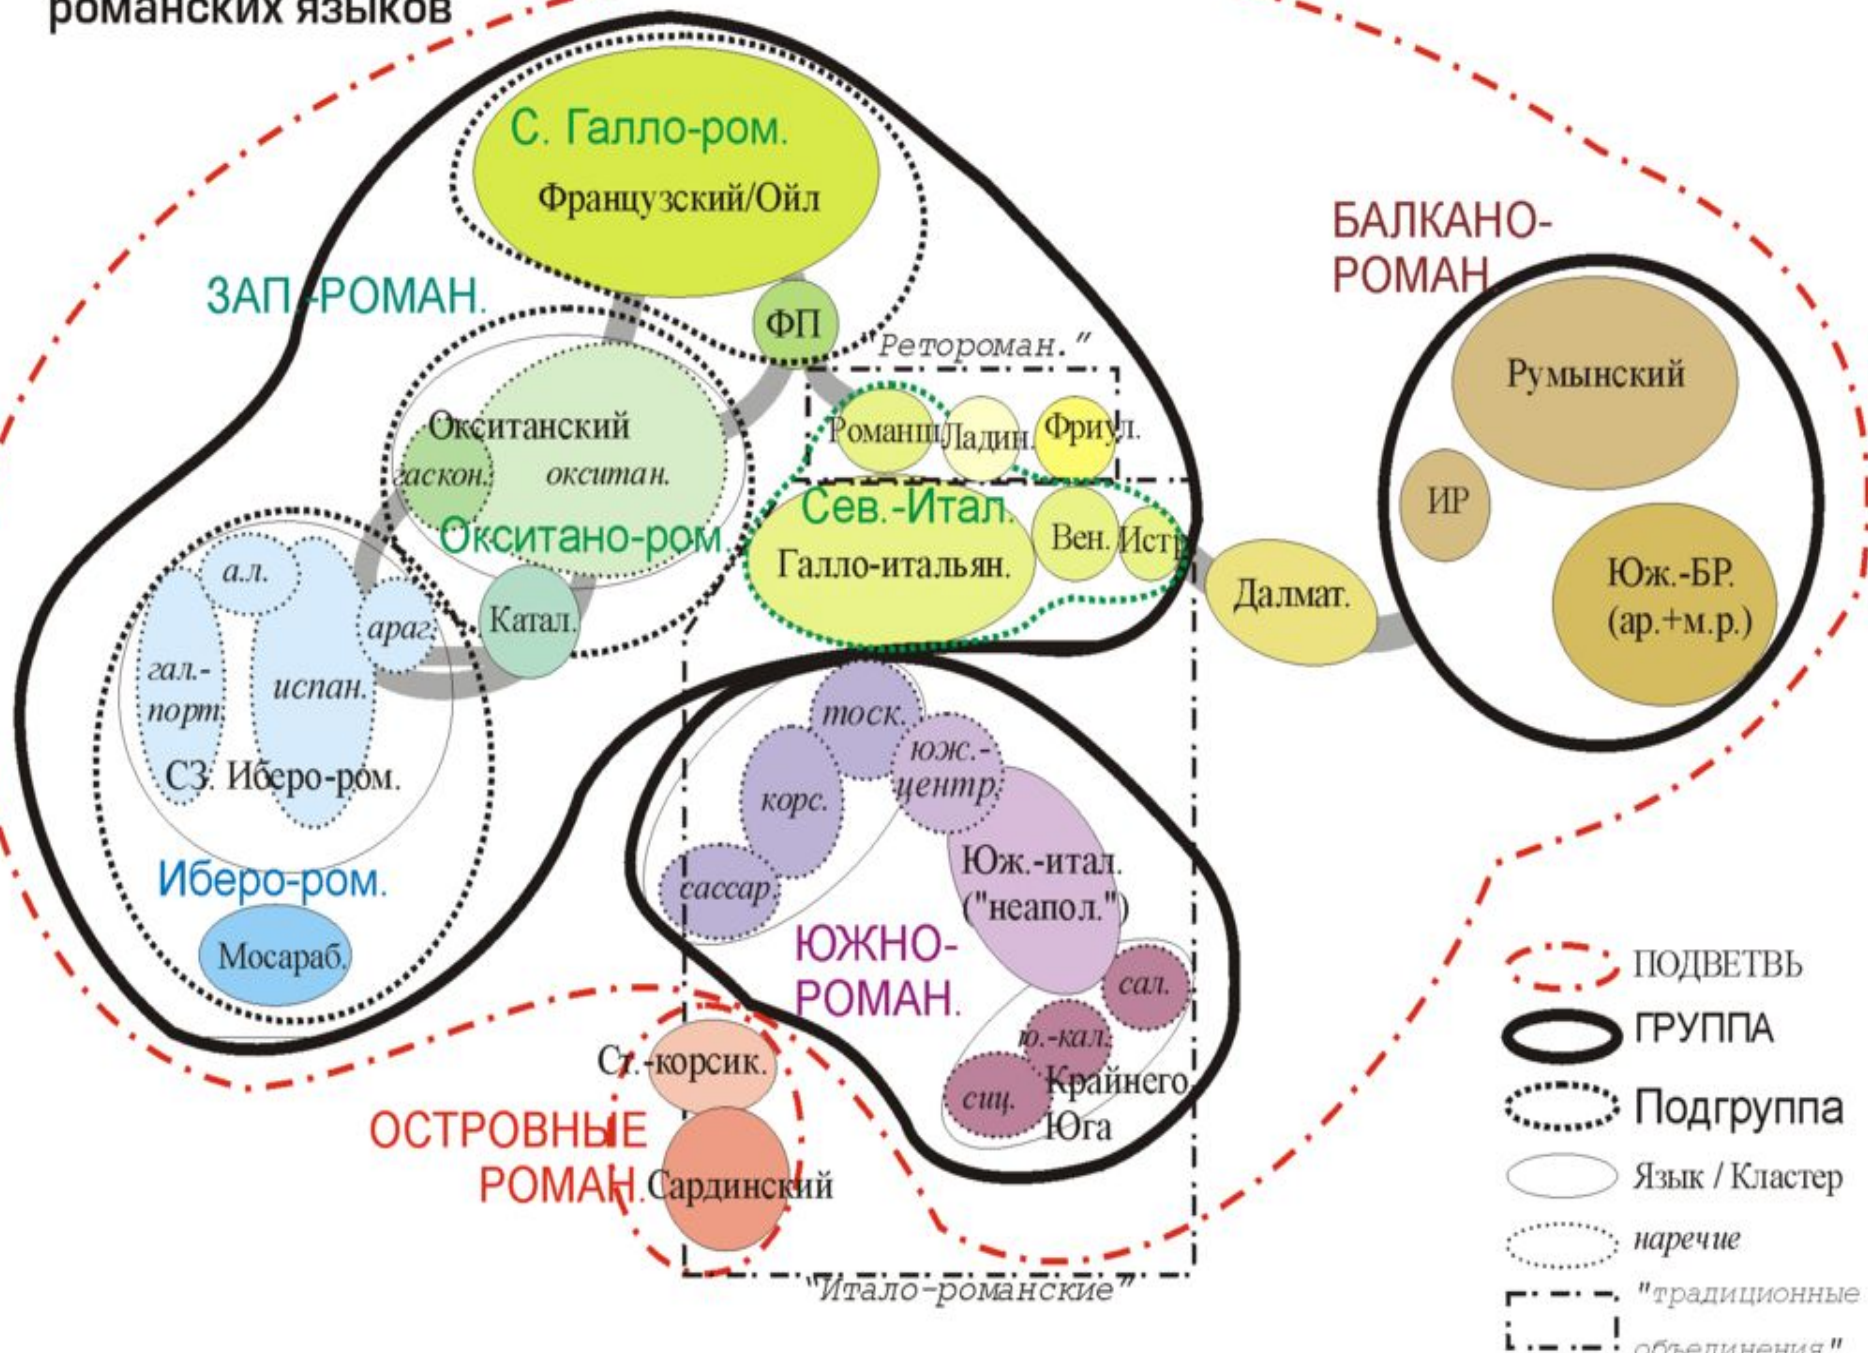 романских языков
С. Галло-ром.
Французский/Ойл
ЗАП.-РОМАН.
ФП
"Ретороман."
БАЛКАНО-
РОМАН.
Румынский
ИР
Юж.-БР.
(ар.+м.р.)
Окситанский
гаскон.
окситан.
Окситано-ром.
Романш.
Ладин.
Фриул.
Сев.-Итал.
Галло-итальян.
Вен.
Истр.
Далмат.
а.л.
араг.
Катал.
гал.-
порт.
испан.
СЗ. Иберо-ром.
Иберо-ром.
Мосараб.
тоск.
юж.-
центр.
корс.
сассар.
Юж.-итал.
("неапол.")
ЮЖНО-
РОМАН.
сал.
ю.-кал.
сиц.
Крайнего
Юга
Ст.-корсик.
ОСТРОВНЫЕ
РОМАН.
Сардинский
"Итало-романские"
ПОДВЕТВЬ
ГРУППА
Подгруппа
Язык / Кластер
наречие
"традиционные
объединения"